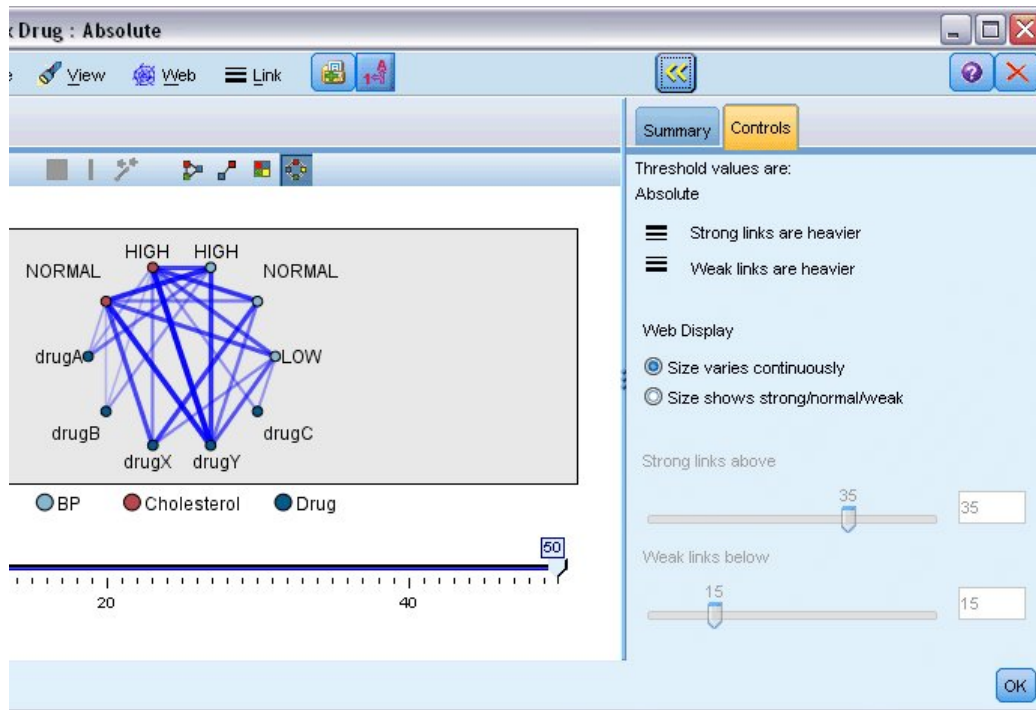 Drug : Absolute
View Web Link
Summary Controls
Threshold values are:
Absolute
Strong links are heavier
Weak links are heavier
Web Display
Size varies continuously
Size shows strong/normal/weak
Strong links above
35
35
Weak links below
15
15
OK
HIGH HIGH
NORMAL NORMAL
drugA LOW
drugB drugC
drugX drugY
BP Cholesterol Drug
50
20 40